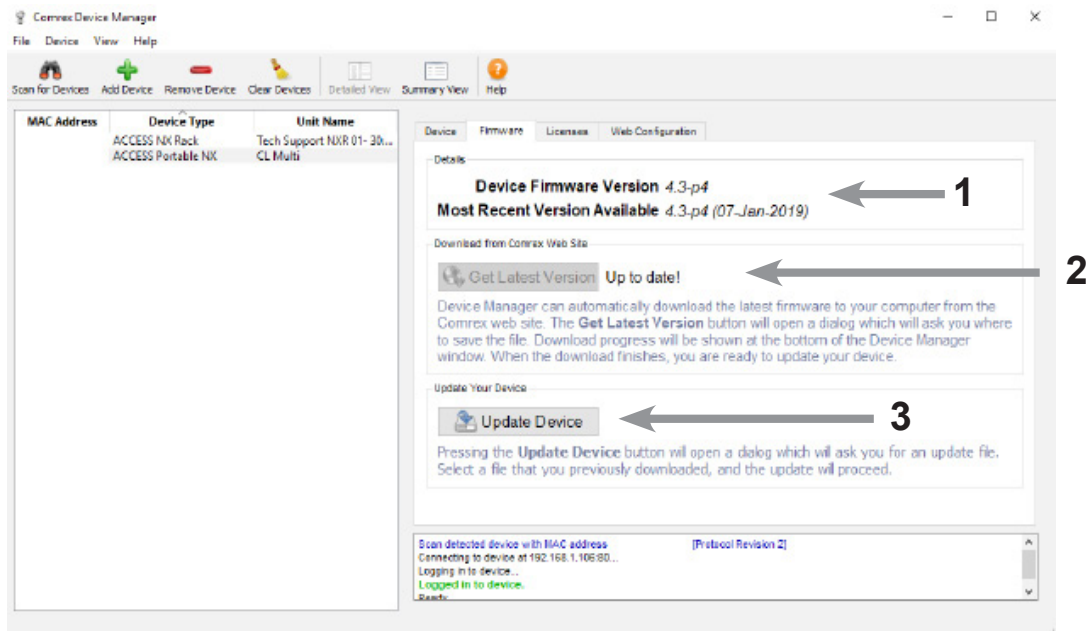 Comrex Device Manager
File Device View Help
Scan for Devices Add Device Remove Device Clear Devices Detailed View Summary View Help
MAC Address Device Type Unit Name
ACCESS NX Rack Tech Support NXR 01- 30...
ACCESS Portable NX CL Multi
Device Firmware Licenses Web Configuration
Details
Device Firmware Version 4.3-p4
Most Recent Version Available 4.3-p4 (07-Jan-2019)
1
Download from Comrex Web Site
Get Latest Version Up to date!
2
Device Manager can automatically download the latest firmware to your computer from the
Comrex web site. The Get Latest Version button will open a dialog which will ask you where
to save the file. Download progress will be shown at the bottom of the Device Manager
window. When the download finishes, you are ready to update your device.
Update Your Device
Update Device
3
Pressing the Update Device button will open a dialog which will ask you for an update file.
Select a file that you previously downloaded, and the update will proceed.
Scan detected device with MAC address [Protocol Revision 2]
Connecting to device at 192.168.1.106:80...
Logging in to device...
Logged in to device.
Ready